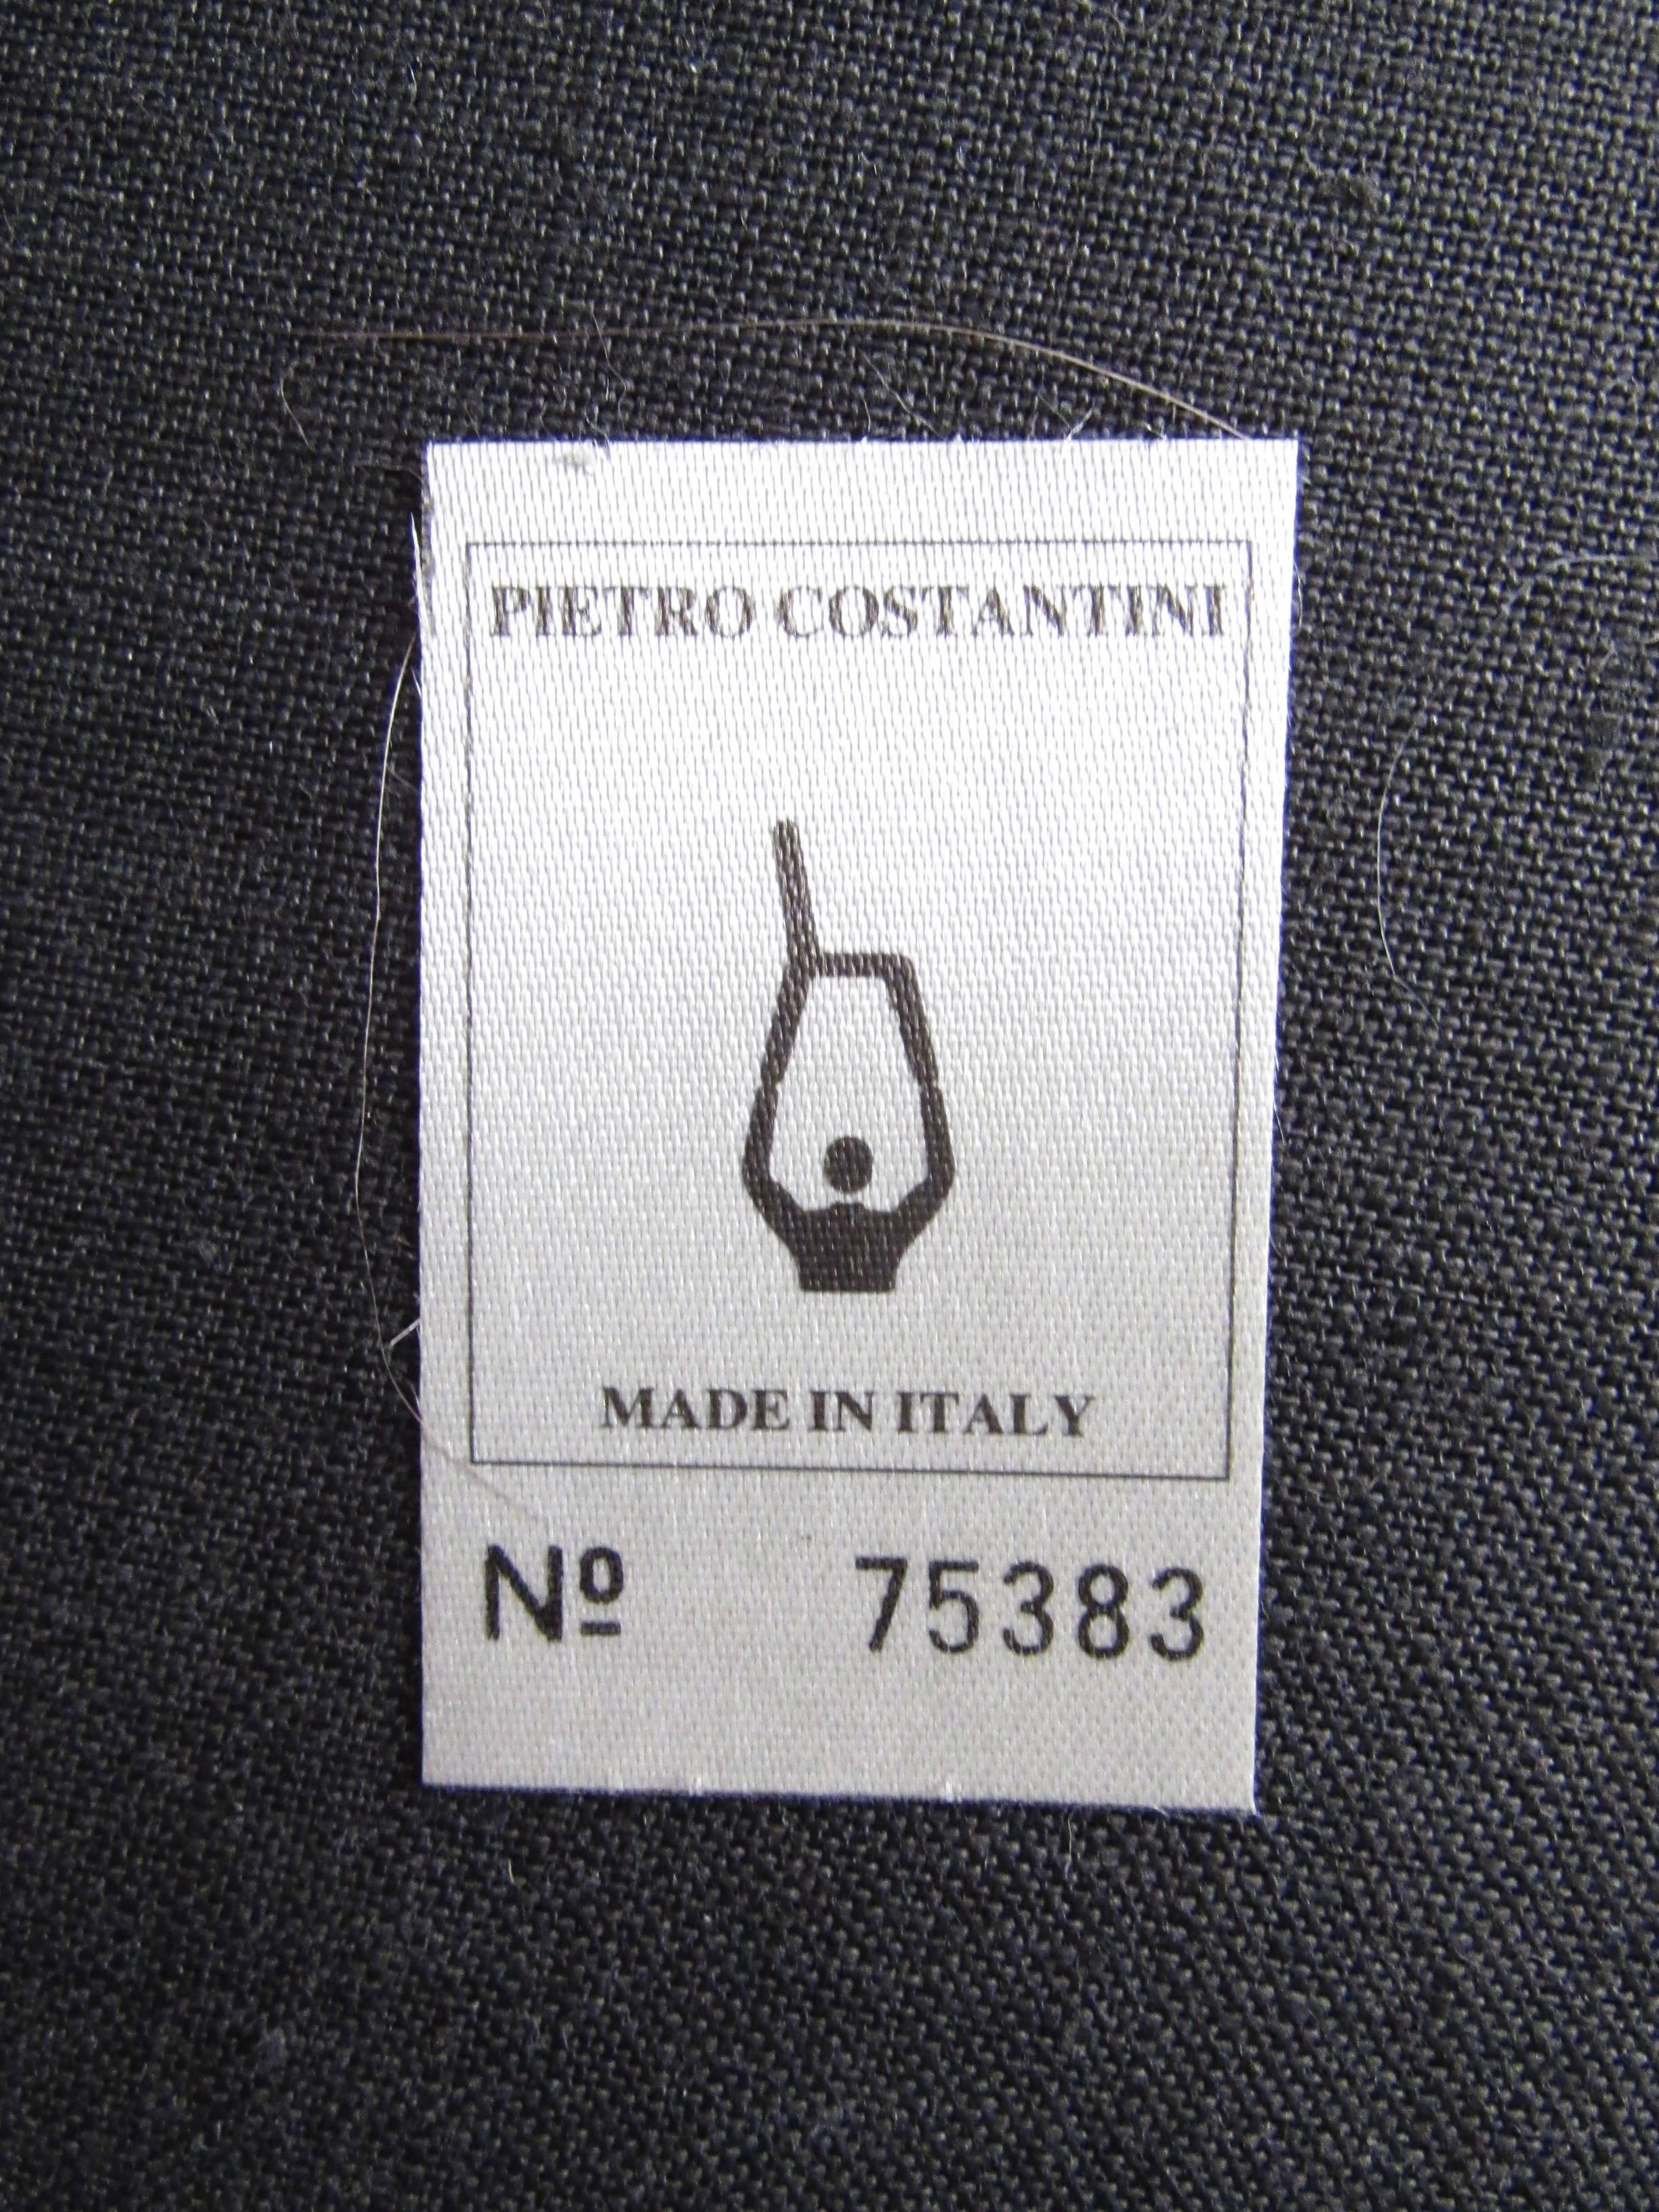 PIETRO COSTANTINI
MADE IN ITALY
Nº 75383